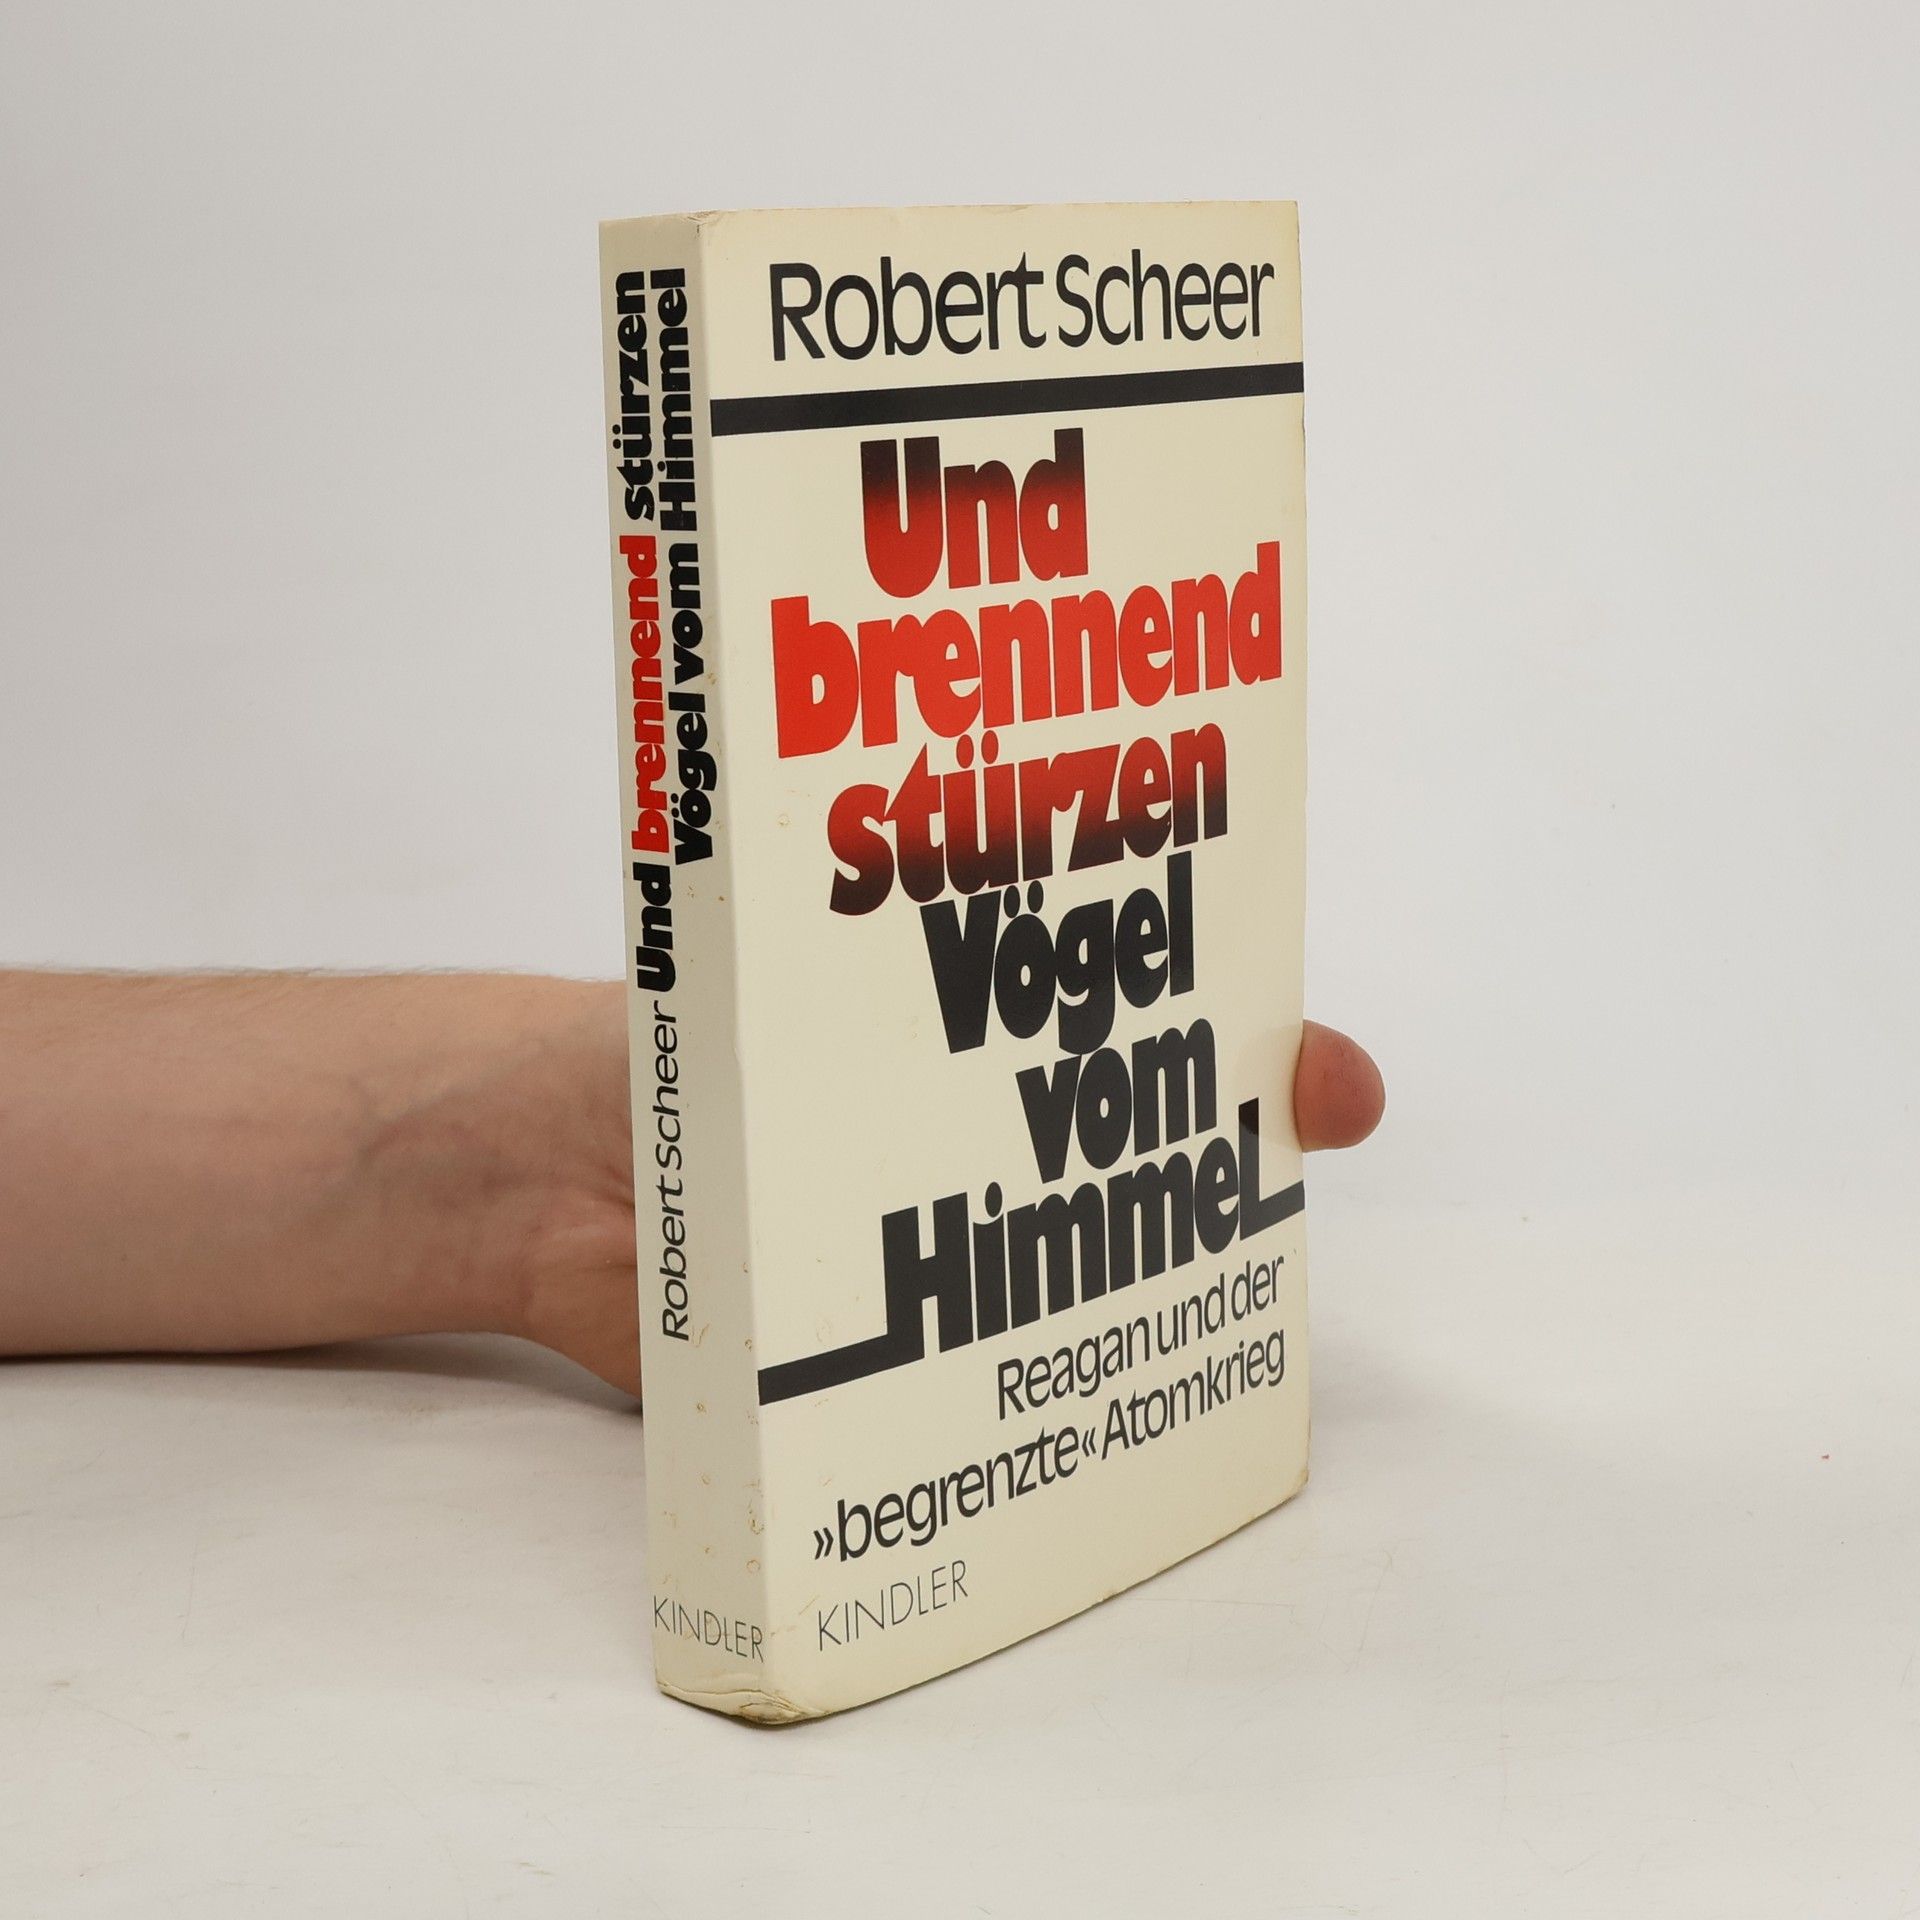 Robert Scheer
Und
brennend
stürzen
Vögel
vom
Himmel
Reagan und der
»begrenzte« Atomkrieg
KINDLER
Robert Scheer Und brennend stürzen
Vögel vom Himmel
KINDLER